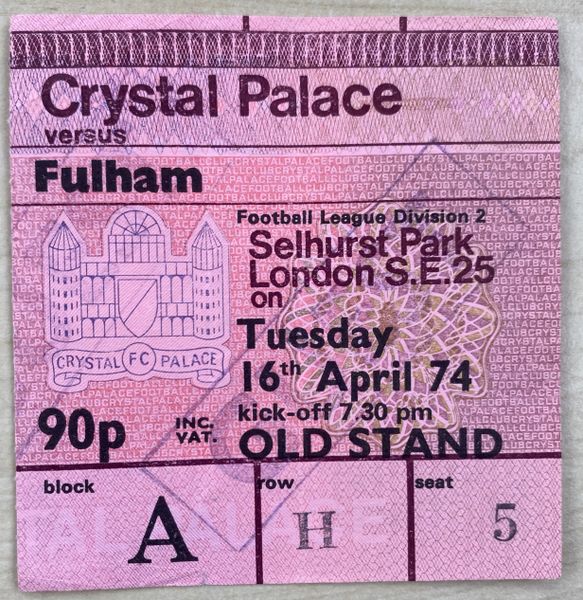 Crystal Palace
versus
Fulham
Football League Division 2
Selhurst Park
London S.E.25
on
Tuesday
16th April 74
kick-off 7.30 pm
OLD STAND
CRYSTAL FC PALACE
90p INC. VAT.
block row seat
A H 5